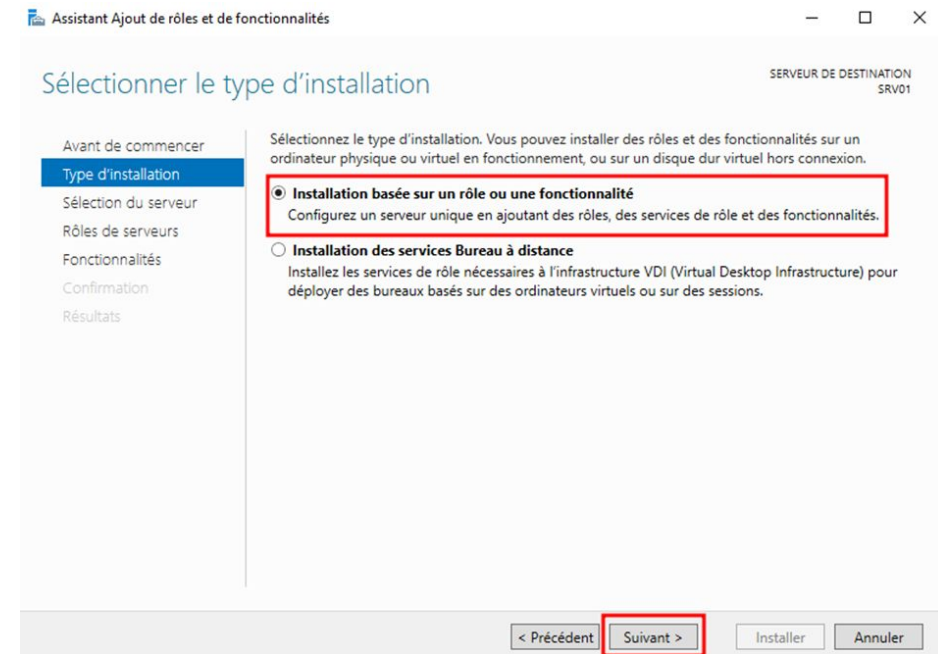 Assistant Ajout de rôles et de fonctionnalités
Sélectionner le type d'installation
SERVEUR DE DESTINATION
SRV01
Avant de commencer
Type d'installation
Sélection du serveur
Rôles de serveurs
Fonctionnalités
Confirmation
Résultats
Sélectionnez le type d'installation. Vous pouvez installer des rôles et des fonctionnalités sur un
ordinateur physique ou virtuel en fonctionnement, ou sur un disque dur virtuel hors connexion.
Installation basée sur un rôle ou une fonctionnalité
Configurez un serveur unique en ajoutant des rôles, des services de rôle et des fonctionnalités.
Installation des services Bureau à distance
Installez les services de rôle nécessaires à l'infrastructure VDI (Virtual Desktop Infrastructure) pour
déployer des bureaux basés sur des ordinateurs virtuels ou sur des sessions.
< Précédent
Suivant >
Installer
Annuler